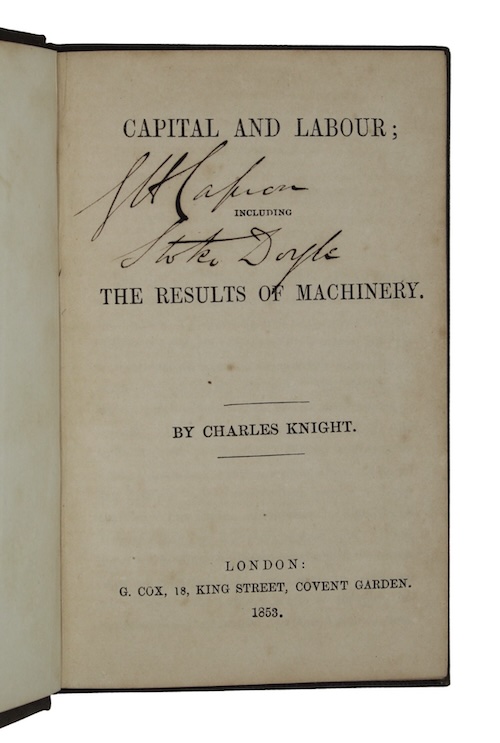 CAPITAL AND LABOUR;
GH Capron
INCLUDING
Stoke Doyle
THE RESULTS OF MACHINERY.
BY CHARLES KNIGHT.
LONDON:
G. COX, 18, KING STREET, COVENT GARDEN.
1853.